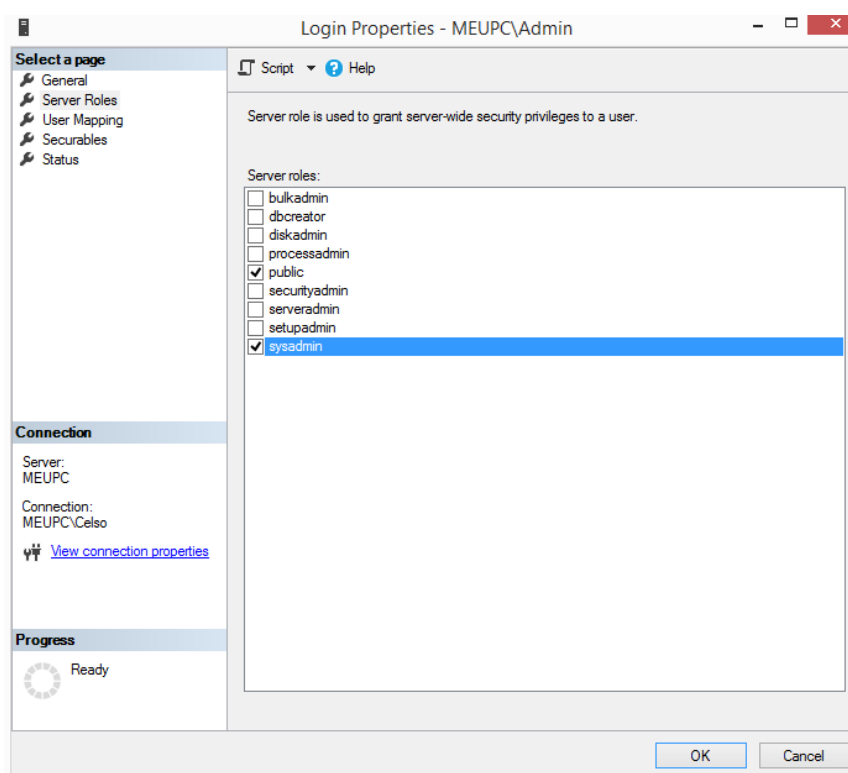 Login Properties - MEUPC\Admin
Select a page
General
Server Roles
User Mapping
Securables
Status
Script
Help
Server role is used to grant server-wide security privileges to a user.
Server roles:
bulkadmin
dbcreator
diskadmin
processadmin
public
securityadmin
serveradmin
setupadmin
sysadmin
Connection
Server:
MEUPC
Connection:
MEUPC\Celso
View connection properties
Progress
Ready
OK
Cancel